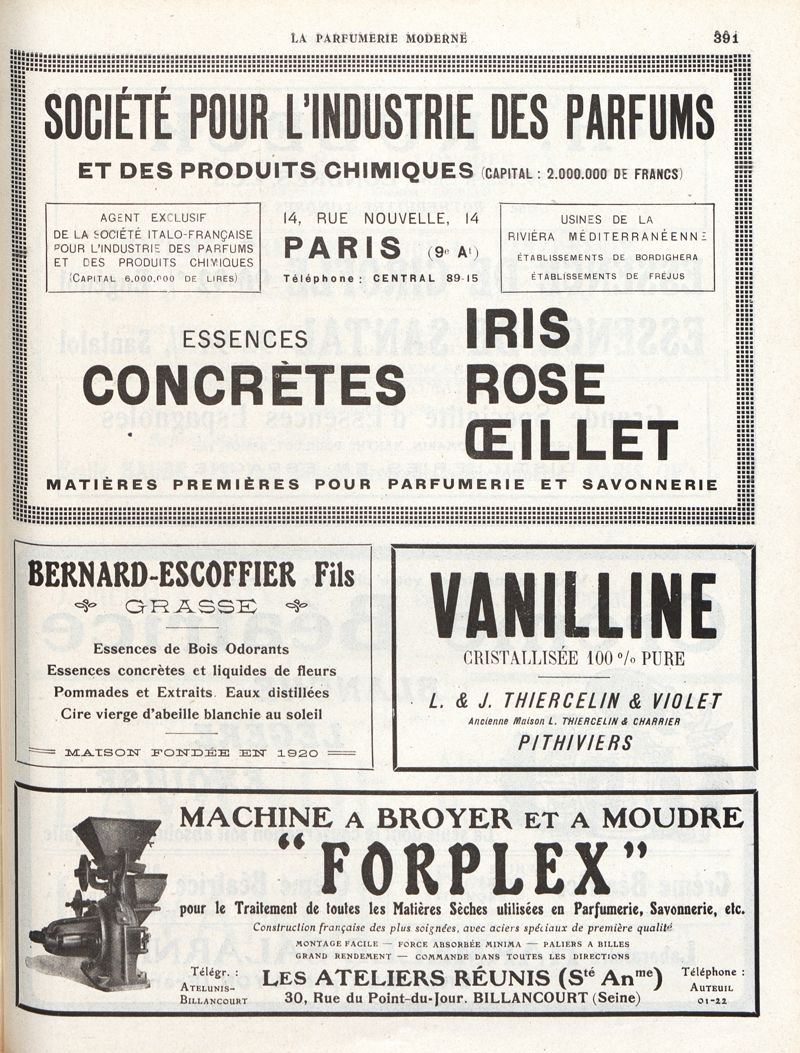 LA PARFUMERIE MODERNE
391
SOCIÉTÉ POUR L'INDUSTRIE DES PARFUMS
ET DES PRODUITS CHIMIQUES (CAPITAL : 2.000.000 DE FRANCS)
AGENT EXCLUSIF
DE LA SOCIÉTÉ ITALO-FRANÇAISE
POUR L'INDUSTRIE DES PARFUMS
ET DES PRODUITS CHIMIQUES
(CAPITAL 6.000.000 DE LIRES)
14, RUE NOUVELLE, 14
PARIS (9e At)
Téléphone : CENTRAL 89-15
USINES DE LA
RIVIÉRA MÉDITERRANÉENNE
ÉTABLISSEMENTS DE BORDIGHERA
ÉTABLISSEMENTS DE FRÉJUS
ESSENCES
CONCRÈTES
IRIS
ROSE
ŒILLET
MATIÈRES PREMIÈRES POUR PARFUMERIE ET SAVONNERIE
BERNARD-ESCOFFIER Fils
GRASSE
Essences de Bois Odorants
Essences concrètes et liquides de fleurs
Pommades et Extraits Eaux distillées
Cire vierge d'abeille blanchie au soleil
MAISON FONDÉE EN 1920
VANILLINE
CRISTALLISÉE 100 % PURE
L. & J. THIERCELIN & VIOLET
Ancienne Maison L. THIERCELIN & CHARRIER
PITHIVIERS
MACHINE A BROYER ET A MOUDRE
"FORPLEX"
pour le Traitement de toutes les Matières Sèches utilisées en Parfumerie, Savonnerie, etc.
Construction française des plus soignées, avec aciers spéciaux de première qualité
MONTAGE FACILE — FORCE ABSORBÉE MINIMA — PALIERS A BILLES
GRAND RENDEMENT — COMMANDE DANS TOUTES LES DIRECTIONS
Télégr. :
ATELUNIS-
BILLANCOURT
LES ATELIERS RÉUNIS (Sté Anme)
30, Rue du Point-du-Jour. BILLANCOURT (Seine)
Téléphone :
AUTEUIL
01-22